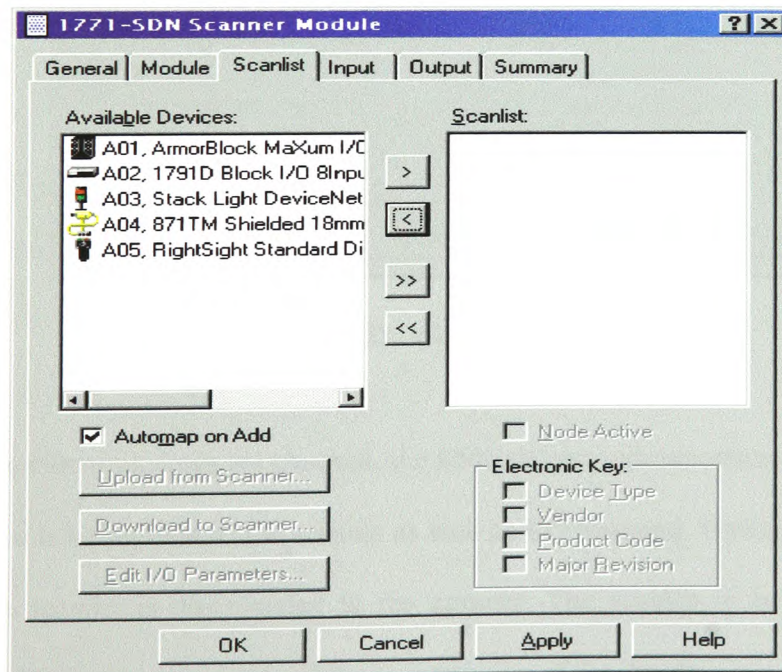 1771-SDN Scanner Module
General Module Scanlist Input Output Summary
Available Devices:
A01, ArmorBlock MaXum I/O
A02, 1791D Block I/O 8Inpu
A03, Stack Light DeviceNet
A04, 871TM Shielded 18mm
A05, RightSight Standard Di
>
<
>>
<<
Scanlist:
Automap on Add
Upload from Scanner...
Download to Scanner...
Edit I/O Parameters...
Node Active
Electronic Key:
Device Type
Vendor
Product Code
Major Revision
OK Cancel Apply Help